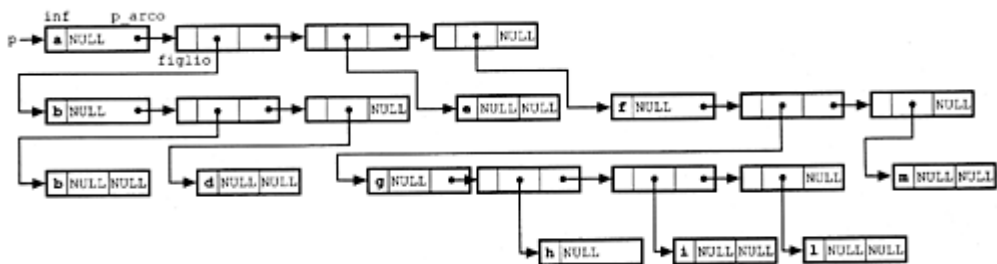 inf p_arco
p a NULL NULL
figlio
b NULL NULL e NULL NULL f NULL NULL
b NULL NULL d NULL NULL g NULL NULL m NULL NULL
h NULL i NULL NULL l NULL NULL